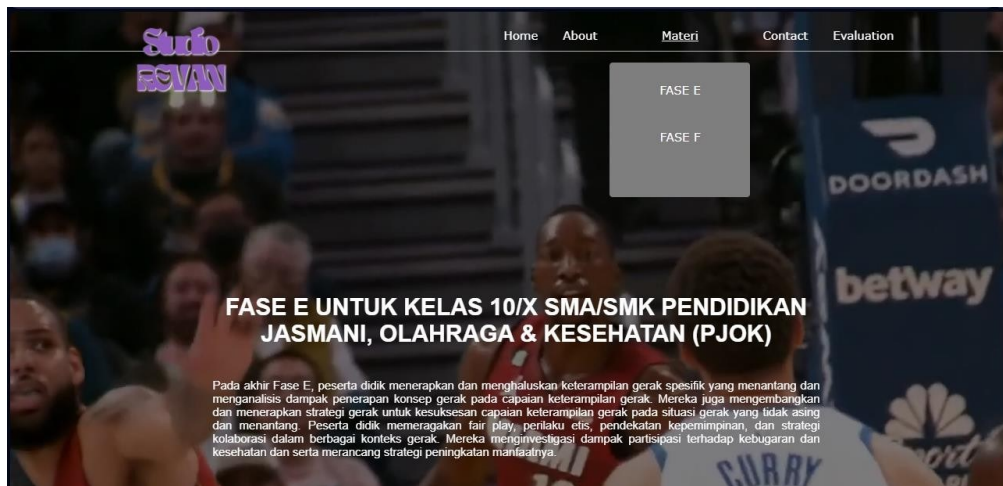 Studio
REVAN
Home About Materi Contact Evaluation
FASE E
FASE F
DOORDASH
betway
FASE E UNTUK KELAS 10/X SMA/SMK PENDIDIKAN
JASMANI, OLAHRAGA & KESEHATAN (PJOK)
Pada akhir Fase E, peserta didik menerapkan dan menghaluskan keterampilan gerak spesifik yang menantang dan
menganalisis dampak penerapan konsep gerak pada capaian keterampilan gerak. Mereka juga mengembangkan
dan menerapkan strategi gerak untuk kesuksesan capaian keterampilan gerak pada situasi gerak yang tidak asing
dan menantang. Peserta didik memeragakan fair play, perilaku etis, pendekatan kepemimpinan, dan strategi
kolaborasi dalam berbagai konteks gerak. Mereka menginvestigasi dampak partisipasi terhadap kebugaran dan
kesehatan dan serta merancang strategi peningkatan manfaatnya.
CURRY